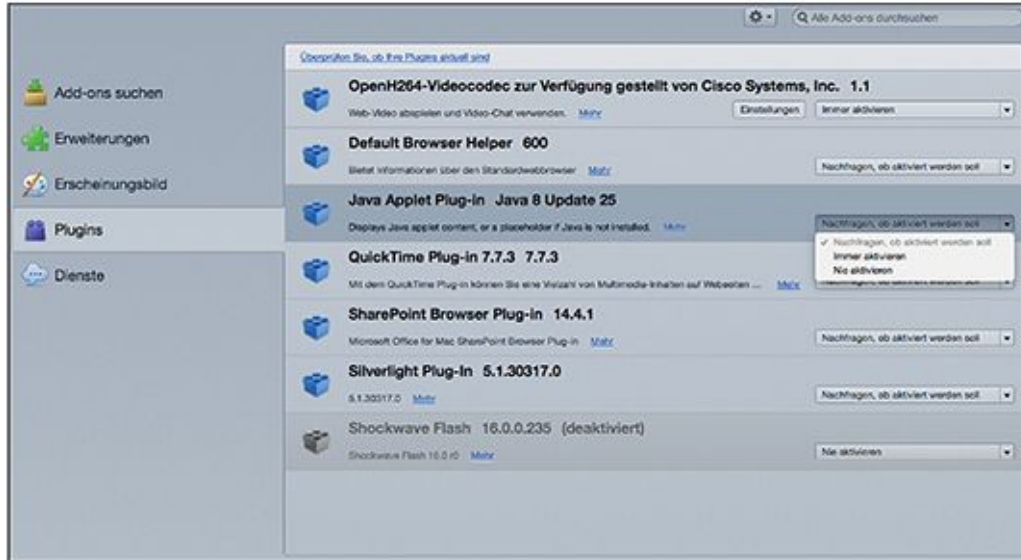 Alle Add-ons durchsuchen
Überprüfen Sie, ob Ihre Plugins aktuell sind
Add-ons suchen
Erweiterungen
Erscheinungsbild
Plugins
Dienste
OpenH264-Videocodec zur Verfügung gestellt von Cisco Systems, Inc. 1.1
Web-Video abspielen und Video-Chat verwenden. Mehr
Einstellungen
Immer aktivieren
Default Browser Helper 600
Bietet Informationen über den Standardwebbrowser Mehr
Nachfragen, ob aktiviert werden soll
Java Applet Plug-in Java 8 Update 25
Displays Java applet content, or a placeholder if Java is not installed. Mehr
Nachfragen, ob aktiviert werden soll
Nachfragen, ob aktiviert werden soll
Immer aktivieren
Nie aktivieren
QuickTime Plug-in 7.7.3 7.7.3
Mit dem QuickTime Plug-in können Sie eine Vielzahl von Multimedia-Inhalten auf Webseiten ... Mehr
Nachfragen, ob aktiviert werden soll
SharePoint Browser Plug-in 14.4.1
Microsoft Office for Mac SharePoint Browser Plug-in Mehr
Nachfragen, ob aktiviert werden soll
Silverlight Plug-In 5.1.30317.0
5.1.30317.0 Mehr
Nachfragen, ob aktiviert werden soll
Shockwave Flash 16.0.0.235 (deaktiviert)
Shockwave Flash 16.0 r0 Mehr
Nie aktivieren